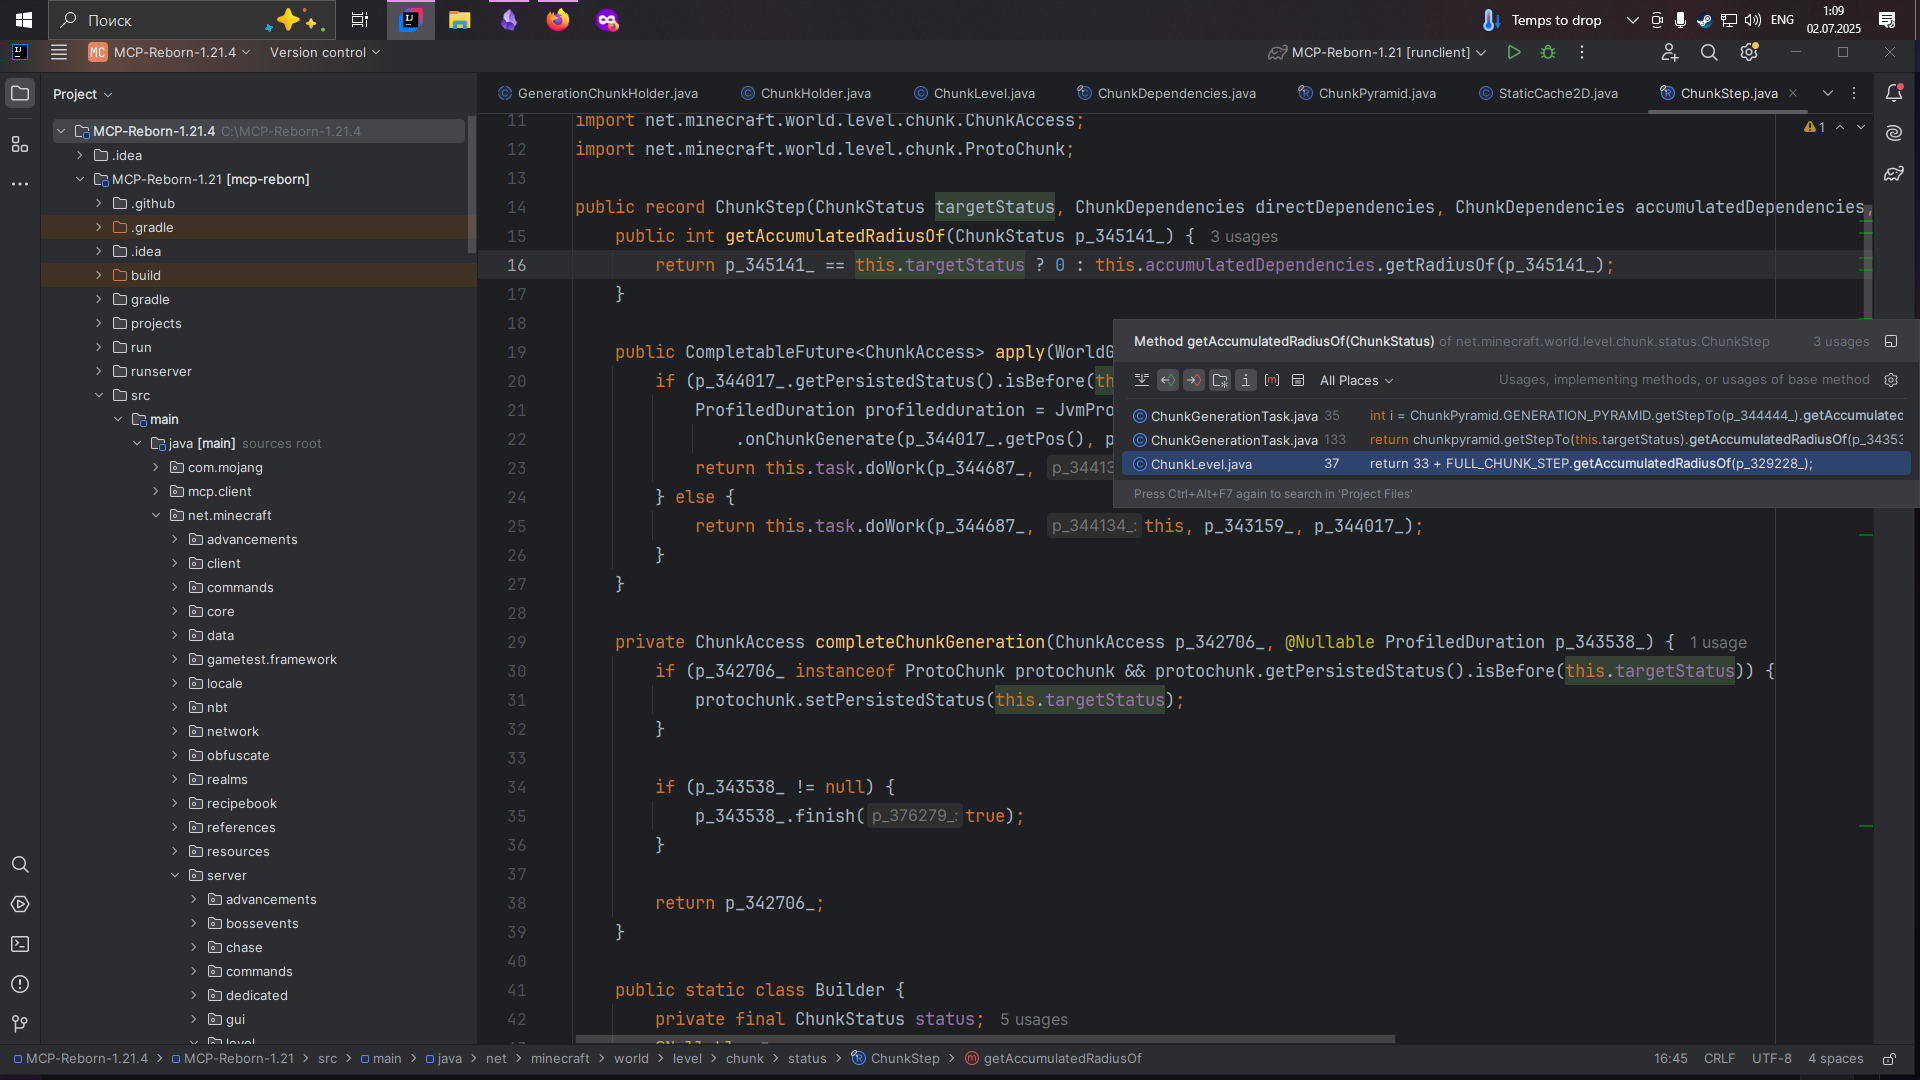 Поиск
Temps to drop
ENG
1:09
02.07.2025
MC MCP-Reborn-1.21.4
Version control
MCP-Reborn-1.21 [runclient]
Project
GenerationChunkHolder.java
ChunkHolder.java
ChunkLevel.java
ChunkDependencies.java
ChunkPyramid.java
StaticCache2D.java
ChunkStep.java
MCP-Reborn-1.21.4 C:\MCP-Reborn-1.21.4
.idea
MCP-Reborn-1.21 [mcp-reborn]
.github
.gradle
.idea
build
gradle
projects
run
runserver
src
main
java [main] sources root
com.mojang
mcp.client
net.minecraft
advancements
client
commands
core
data
gametest.framework
locale
nbt
network
obfuscate
realms
recipebook
references
resources
server
advancements
bossevents
chase
commands
dedicated
gui
level
1
11 import net.minecraft.world.level.chunk.ChunkAccess;
12 import net.minecraft.world.level.chunk.ProtoChunk;
13
14 public record ChunkStep(ChunkStatus targetStatus, ChunkDependencies directDependencies, ChunkDependencies accumulatedDependencies,
15 public int getAccumulatedRadiusOf(ChunkStatus p_345141_) { 3 usages
16 return p_345141_ == this.targetStatus ? 0 : this.accumulatedDependencies.getRadiusOf(p_345141_);
17 }
18
19 public CompletableFuture<ChunkAccess> apply(WorldG
20 if (p_344017_.getPersistedStatus().isBefore(th
21 ProfiledDuration profiledduration = JvmPro
22 .onChunkGenerate(p_344017_.getPos(), p
23 return this.task.doWork(p_344687_, p_34413
24 } else {
25 return this.task.doWork(p_344687_, p_344134_: this, p_343159_, p_344017_);
26 }
27 }
28
29 private ChunkAccess completeChunkGeneration(ChunkAccess p_342706_, @Nullable ProfiledDuration p_343538_) { 1 usage
30 if (p_342706_ instanceof ProtoChunk protochunk && protochunk.getPersistedStatus().isBefore(this.targetStatus)) {
31 protochunk.setPersistedStatus(this.targetStatus);
32 }
33
34 if (p_343538_ != null) {
35 p_343538_.finish( p_376279_: true);
36 }
37
38 return p_342706_;
39 }
40
41 public static class Builder {
42 private final ChunkStatus status; 5 usages
Method getAccumulatedRadiusOf(ChunkStatus) of net.minecraft.world.level.chunk.status.ChunkStep 3 usages
All Places
Usages, implementing methods, or usages of base method
ChunkGenerationTask.java 35 int i = ChunkPyramid.GENERATION_PYRAMID.getStepTo(p_344444_).getAccumulated
ChunkGenerationTask.java 133 return chunkpyramid.getStepTo(this.targetStatus).getAccumulatedRadiusOf(p_34353
ChunkLevel.java 37 return 33 + FULL_CHUNK_STEP.getAccumulatedRadiusOf(p_329228_);
Press Ctrl+Alt+F7 again to search in 'Project Files'
MCP-Reborn-1.21.4 > MCP-Reborn-1.21 > src > main > java > net > minecraft > world > level > chunk > status > ChunkStep > getAccumulatedRadiusOf
16:45 CRLF UTF-8 4 spaces